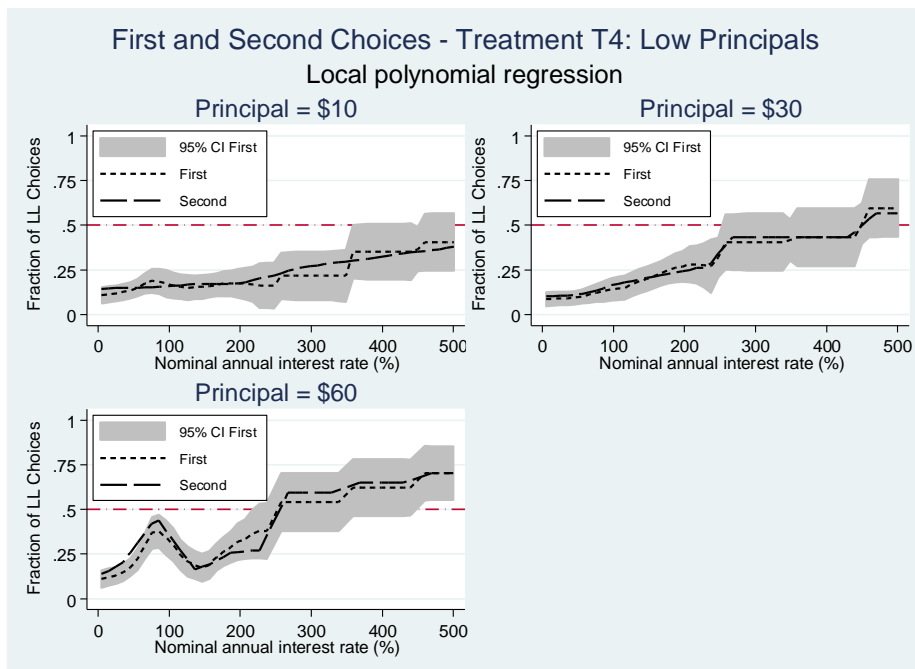 First and Second Choices - Treatment T4: Low Principals
Local polynomial regression
Principal = $10
Fraction of LL Choices
1
.75
.5
.25
0
95% CI First
First
Second
0 100 200 300 400 500
Nominal annual interest rate (%)
Principal = $30
Fraction of LL Choices
1
.75
.5
.25
0
95% CI First
First
Second
0 100 200 300 400 500
Nominal annual interest rate (%)
Principal = $60
Fraction of LL Choices
1
.75
.5
.25
0
95% CI First
First
Second
0 100 200 300 400 500
Nominal annual interest rate (%)